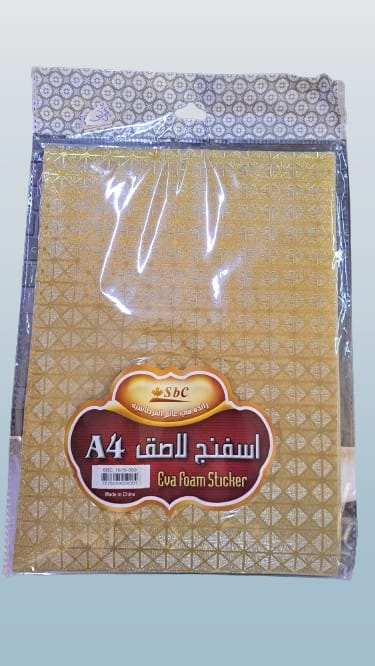 SbC
رائدة في عالم القرطاسية
اسفنج لاصق A4
Eva Foam Sticker
Made in China